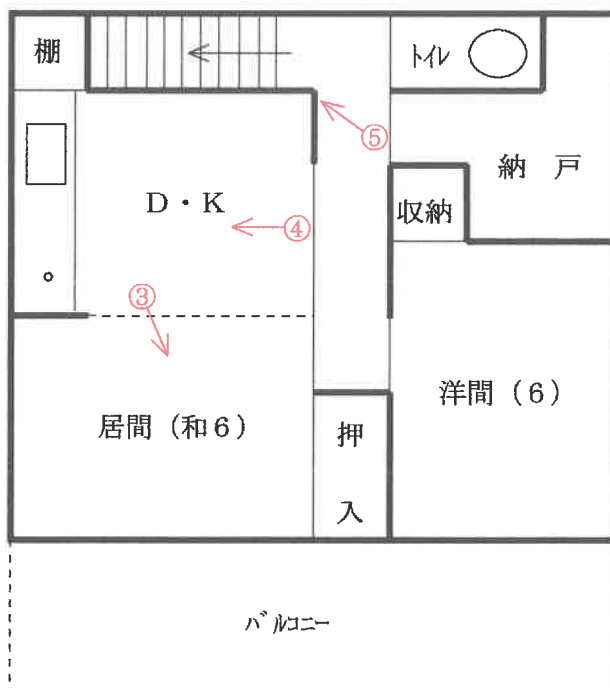 棚
トイレ
⑤
納 戸
D・K
収納
④
③
居間（和6）
洋間（6）
押
入
バルコニー